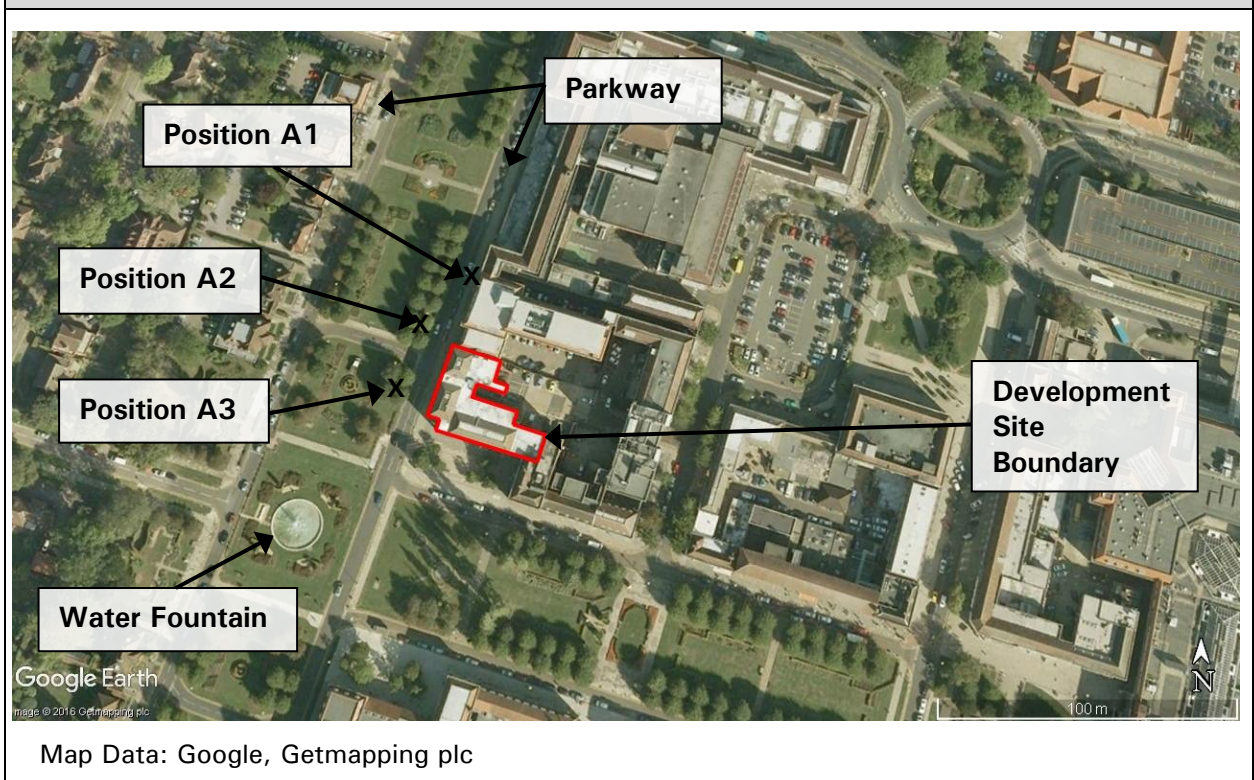 Parkway
Position A1
Position A2
Position A3
Development
Site
Boundary
Water Fountain
X
X
X
N
Google Earth
mage © 2016 Getmapping plc
100 m
Map Data: Google, Getmapping plc